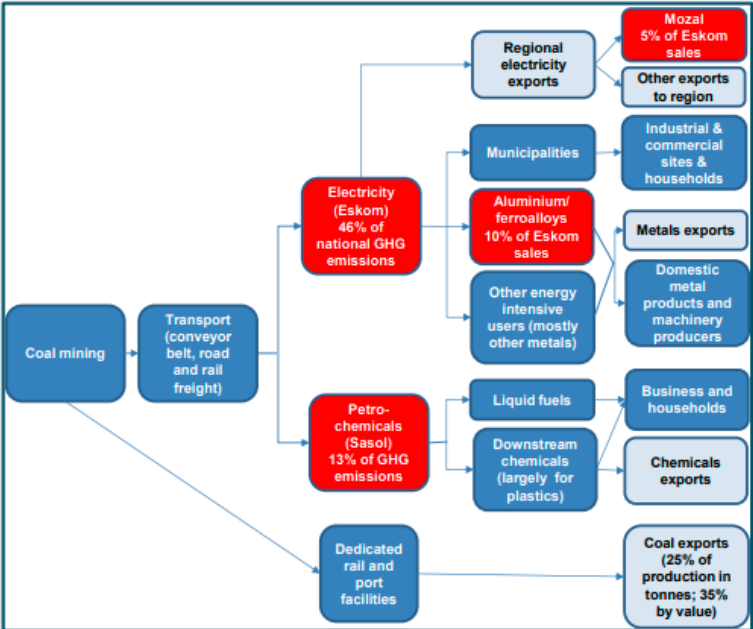 Mozal
5% of Eskom
sales
Regional
electricity
exports
Other exports
to region
Municipalities
Industrial &
commercial
sites &
households
Electricity
(Eskom)
46% of
national GHG
emissions
Aluminium/
ferroalloys
10% of Eskom
sales
Metals exports
Other energy
intensive
users (mostly
other metals)
Domestic
metal
products and
machinery
producers
Coal mining
Transport
(conveyor
belt, road
and rail
freight)
Petro-
chemicals
(Sasol)
13% of GHG
emissions
Liquid fuels
Business and
households
Downstream
chemicals
(largely for
plastics)
Chemicals
exports
Dedicated
rail and
port
facilities
Coal exports
(25% of
production in
tonnes; 35%
by value)